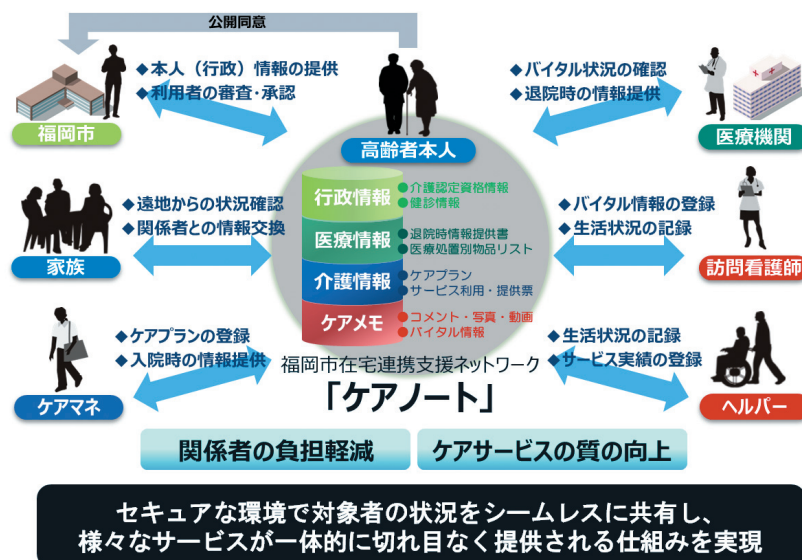 公開同意
◆本人（行政）情報の提供
◆利用者の審査・承認
福岡市
高齢者本人
◆バイタル状況の確認
◆退院時の情報提供
医療機関
◆遠地からの状況確認
◆関係者との情報交換
家族
行政情報
●介護認定資格情報
●健診情報
医療情報
●退院時情報提供書
●医療処置別物品リスト
介護情報
●ケアプラン
●サービス利用・提供票
ケアメモ
●コメント・写真・動画
●バイタル情報
◆バイタル情報の登録
◆生活状況の記録
訪問看護師
◆ケアプランの登録
◆入院時の情報提供
ケアマネ
◆生活状況の記録
◆サービス実績の登録
ヘルパー
福岡市在宅連携支援ネットワーク
「ケアノート」
関係者の負担軽減
ケアサービスの質の向上
セキュアな環境で対象者の状況をシームレスに共有し、
様々なサービスが一体的に切れ目なく提供される仕組みを実現